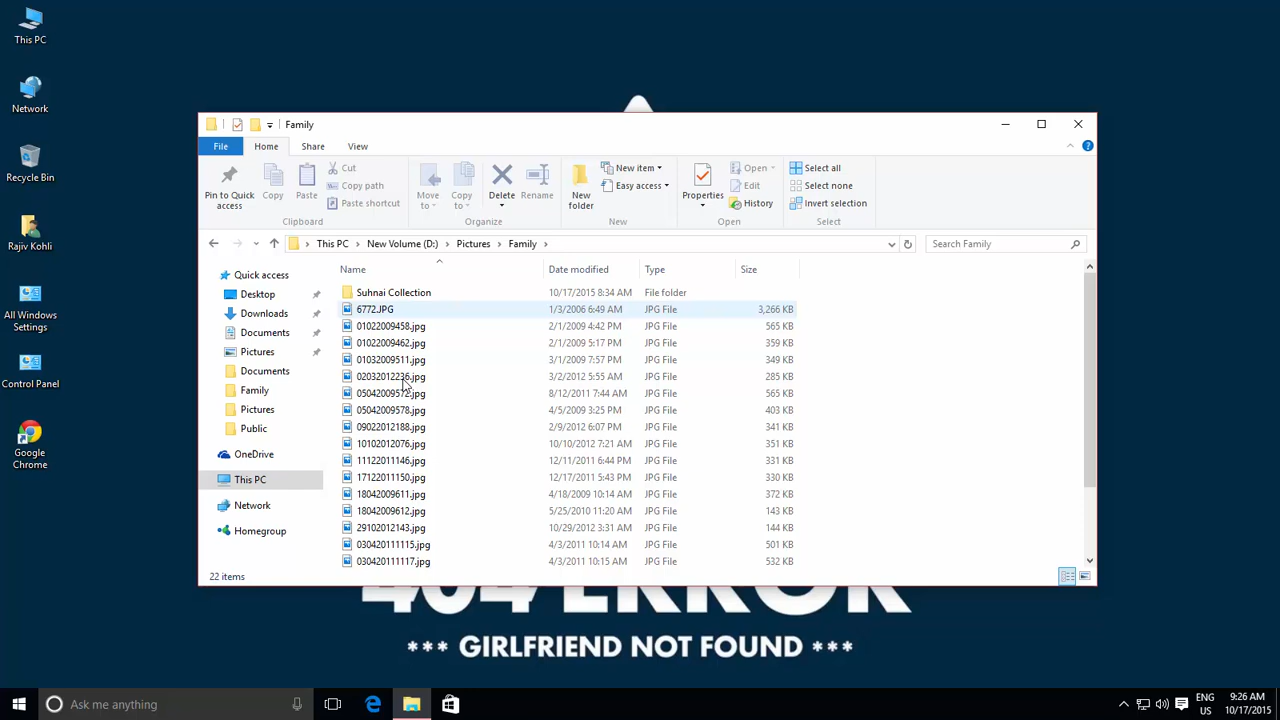 This PC
Network
Recycle Bin
Rajiv Kohli
All Windows
Settings
Control Panel
Google
Chrome
Family
File Home Share View
Pin to Quick
access
Copy
Paste
Cut
Copy path
Paste shortcut
Clipboard
Move
to
Copy
to
Delete
Rename
Organize
New
folder
New item
Easy access
New
Properties
Open
Edit
History
Open
Select all
Select none
Invert selection
Select
This PC > New Volume (D:) > Pictures > Family >
Search Family
Quick access
Desktop
Downloads
Documents
Pictures
Documents
Family
Pictures
Public
OneDrive
This PC
Network
Homegroup
Name Date modified Type Size
Suhnai Collection 10/17/2015 8:34 AM File folder
6772.JPG 1/3/2006 6:49 AM JPG File 3,266 KB
01022009458.jpg 2/1/2009 4:42 PM JPG File 565 KB
01022009462.jpg 2/1/2009 5:17 PM JPG File 359 KB
01032009511.jpg 3/1/2009 7:57 PM JPG File 349 KB
02032012236.jpg 3/2/2012 5:55 AM JPG File 285 KB
05042009572.jpg 8/12/2011 7:44 AM JPG File 565 KB
05042009578.jpg 4/5/2009 3:25 PM JPG File 403 KB
09022012188.jpg 2/9/2012 6:07 PM JPG File 341 KB
10102012076.jpg 10/10/2012 7:21 AM JPG File 351 KB
11122011146.jpg 12/11/2011 6:44 PM JPG File 331 KB
17122011150.jpg 12/17/2011 5:43 PM JPG File 330 KB
18042009611.jpg 4/18/2009 10:14 AM JPG File 372 KB
18042009612.jpg 5/25/2010 11:20 AM JPG File 143 KB
29102012143.jpg 10/29/2012 3:31 AM JPG File 144 KB
030420111115.jpg 4/3/2011 10:14 AM JPG File 501 KB
030420111117.jpg 4/3/2011 10:15 AM JPG File 532 KB
22 items
404 ERROR
*** GIRLFRIEND NOT FOUND ***
Ask me anything
ENG
US
9:26 AM
10/17/2015